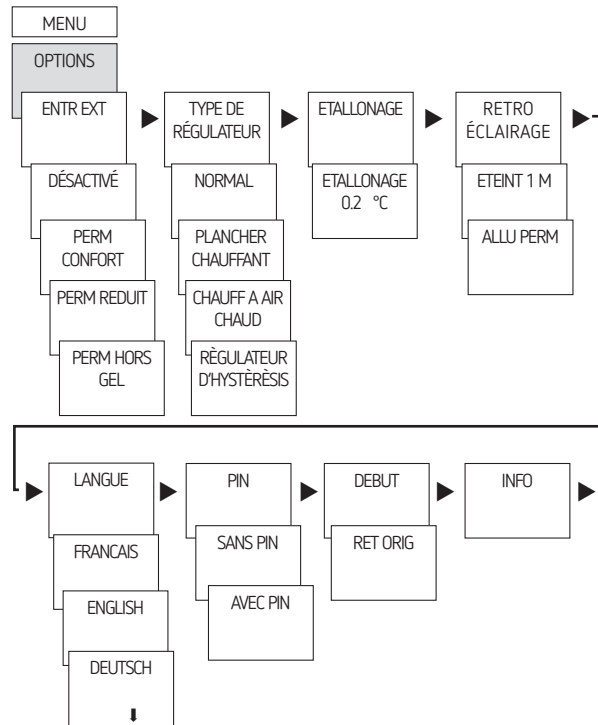 MENU
OPTIONS
ENTR EXT
DÉSACTIVÉ
PERM
CONFORT
PERM REDUIT
PERM HORS
GEL
TYPE DE
RÉGULATEUR
NORMAL
PLANCHER
CHAUFFANT
CHAUFF A AIR
CHAUD
RÈGULATEUR
D'HYSTÈRÈSIS
ETALLONAGE
ETALLONAGE
0.2 °C
RETRO
ÉCLAIRAGE
ETEINT 1 M
ALLU PERM
LANGUE
FRANCAIS
ENGLISH
DEUTSCH
PIN
SANS PIN
AVEC PIN
DEBUT
RET ORIG
INFO